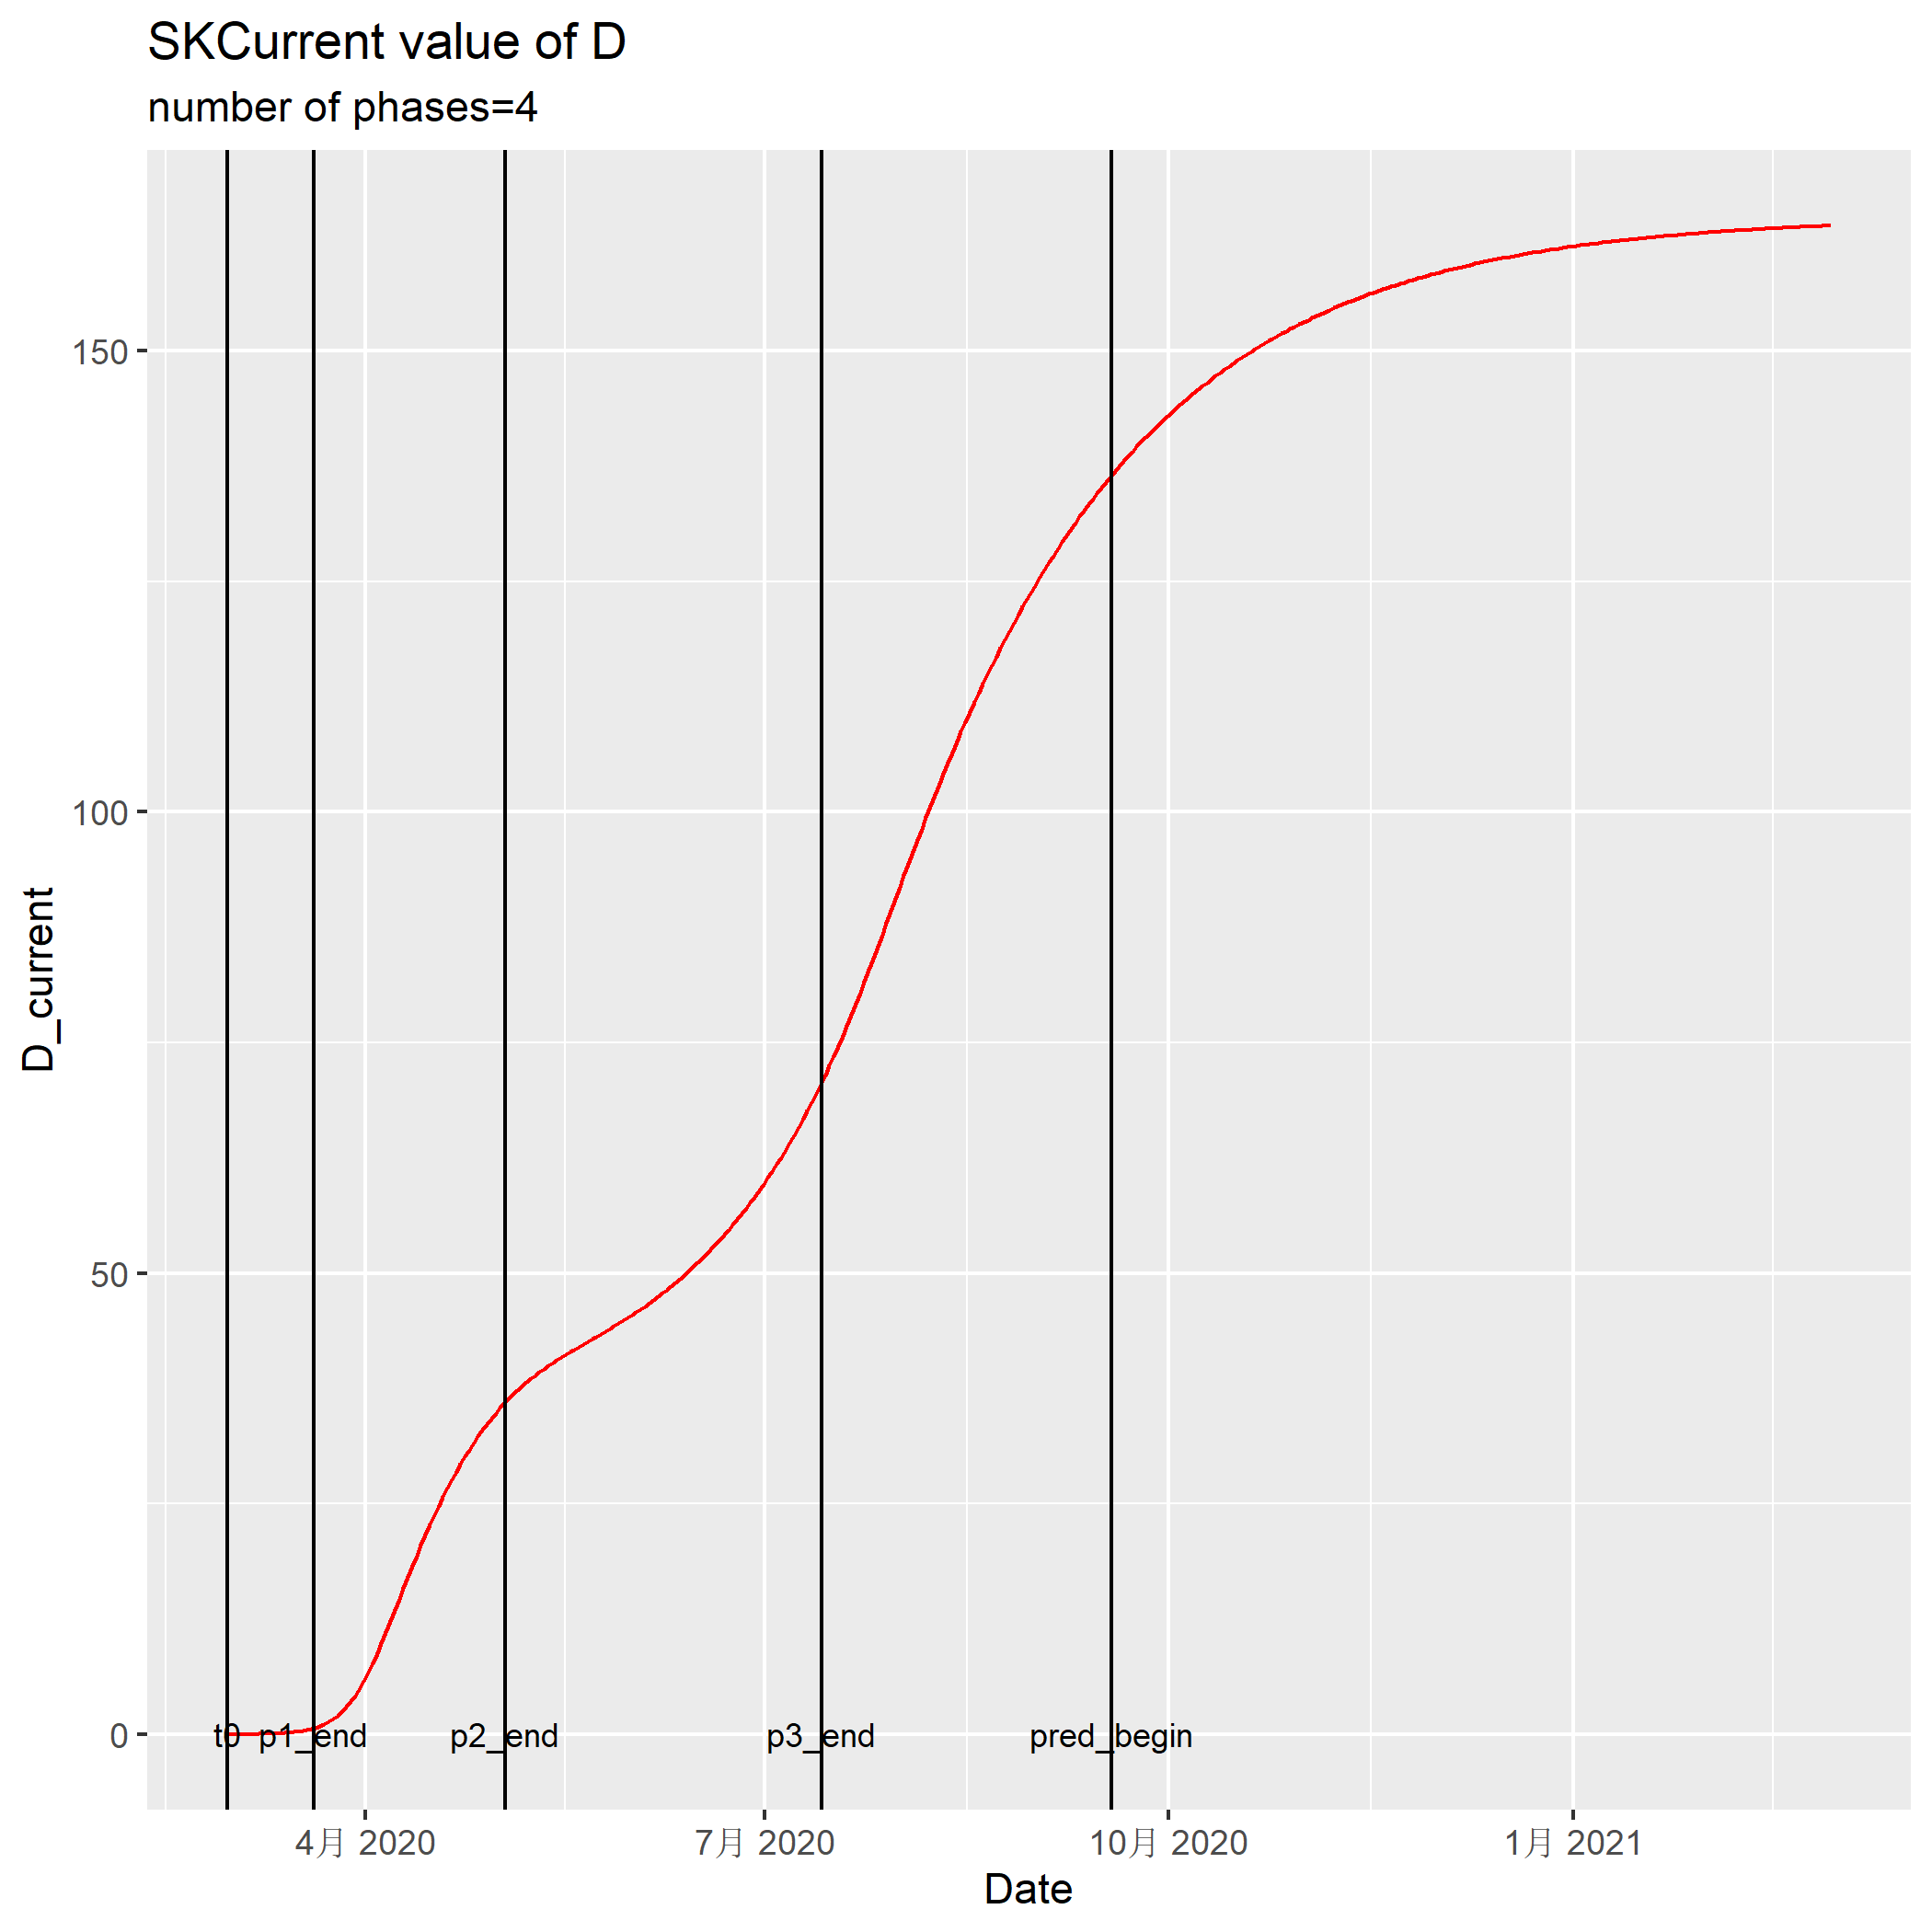 SKCurrent value of D
number of phases=4
150
100
50
0
D_current
t0 p1_end p2_end p3_end pred_begin
4月 2020 7月 2020 10月 2020 1月 2021
Date